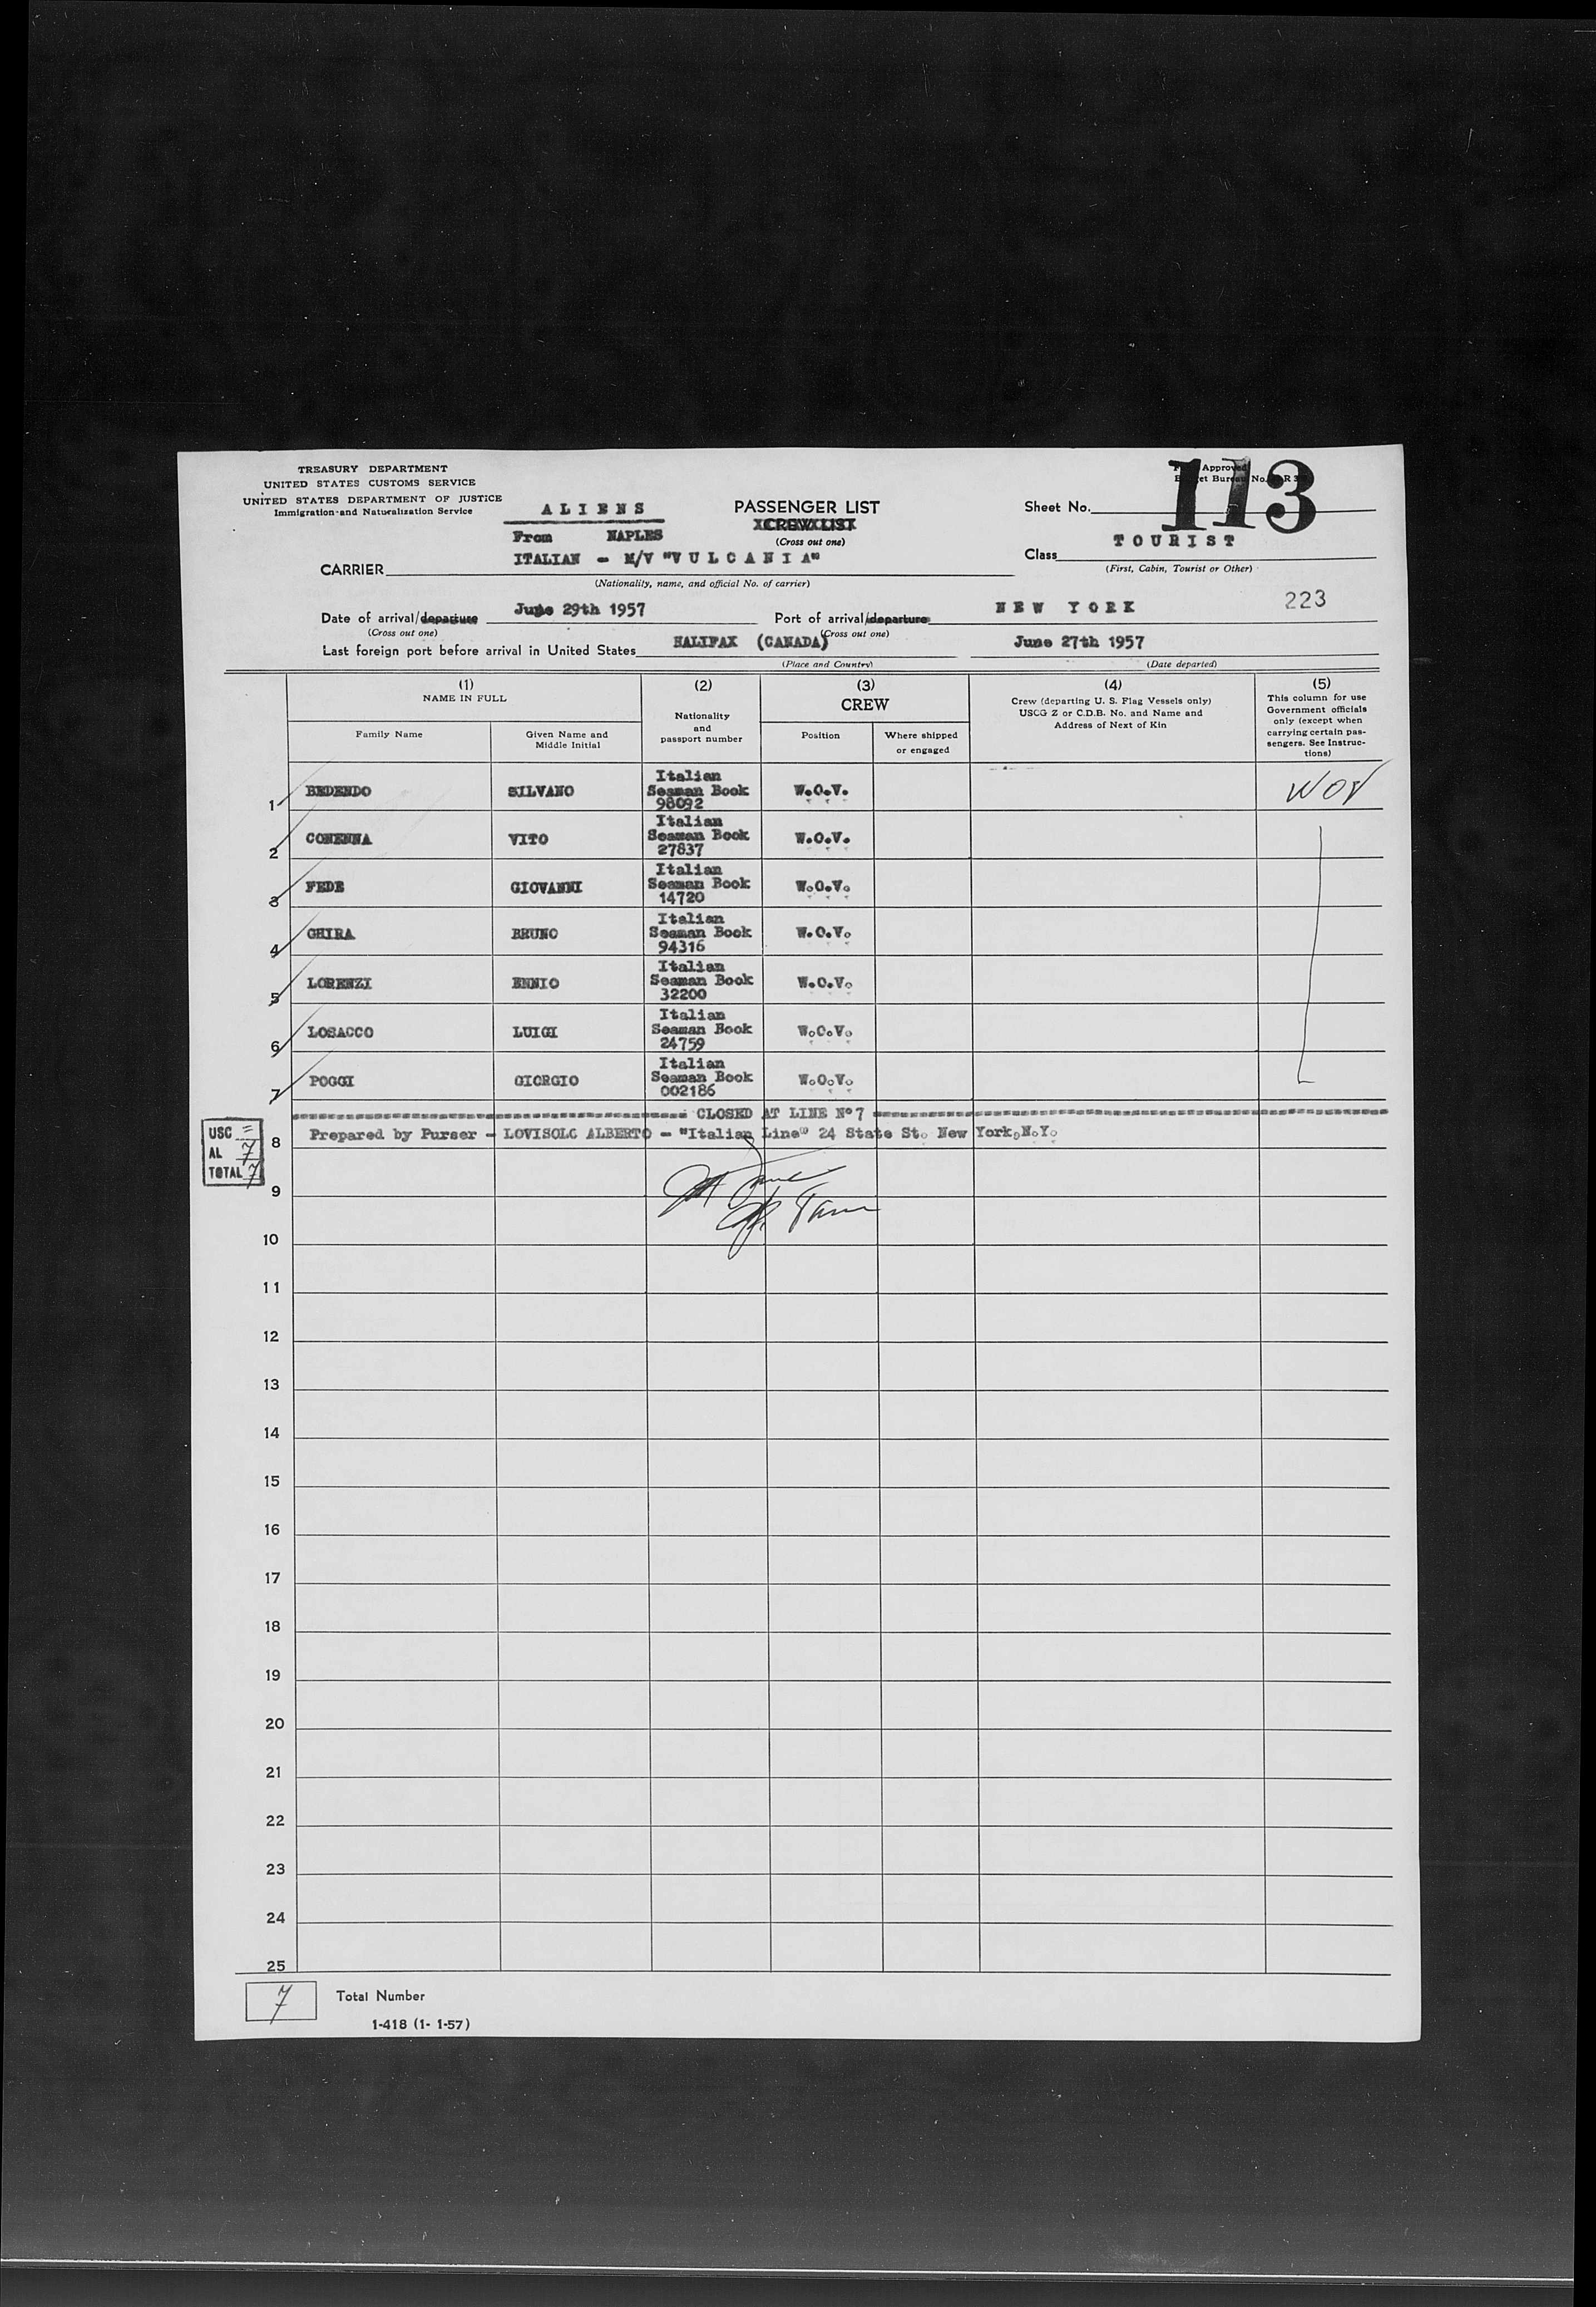 TREASURY DEPARTMENT
UNITED STATES CUSTOMS SERVICE
UNITED STATES DEPARTMENT OF JUSTICE
Immigration and Naturalization Service
ALIENS
From NAPLES
PASSENGER LIST
CREW LIST
(Cross out one)
Approved
Bureau No.
Sheet No. 113
Class TOURIST
(First, Cabin, Tourist or Other)
CARRIER ITALIAN - M/V "VULCANIA"
(Nationality, name, and official No. of carrier)
Date of arrival/departure June 29th 1957
(Cross out one)
Port of arrival/departure NEW YORK 223
(Cross out one)
Last foreign port before arrival in United States HALIFAX (CANADA) June 27th 1957
(Place and Country) (Date departed)
(1) NAME IN FULL
Family Name
Given Name and Middle Initial
(2) Nationality and passport number
(3) CREW
Position
Where shipped or engaged
(4) Crew (departing U. S. Flag Vessels only) USCG Z or C.D.B. No. and Name and Address of Next of Kin
(5) This column for use Government officials only (except when carrying certain passengers. See Instructions)
1 BEDENDO SILVANO Italian Seaman Book 98092 W.O.V. WOV
2 CONENNA VITO Italian Seaman Book 27837 W.O.V.
3 FEDE GIOVANNI Italian Seaman Book 14720 W.O.V.
4 GHIRA BRUNO Italian Seaman Book 94316 W.O.V.
5 LORENZI ENNIO Italian Seaman Book 32200 W.O.V.
6 LOSACCO LUIGI Italian Seaman Book 24759 W.O.V.
7 POGGI GIORGIO Italian Seaman Book 002186 W.O.V.
CLOSED AT LINE N° 7
USC =
AL 7
TOTAL 7
8 Prepared by Purser - LOVISOLO ALBERTO - "Italian Line" 24 State St. New York, N.Y.
9
10
11
12
13
14
15
16
17
18
19
20
21
22
23
24
25
7 Total Number
1-418 (1- 1-57)